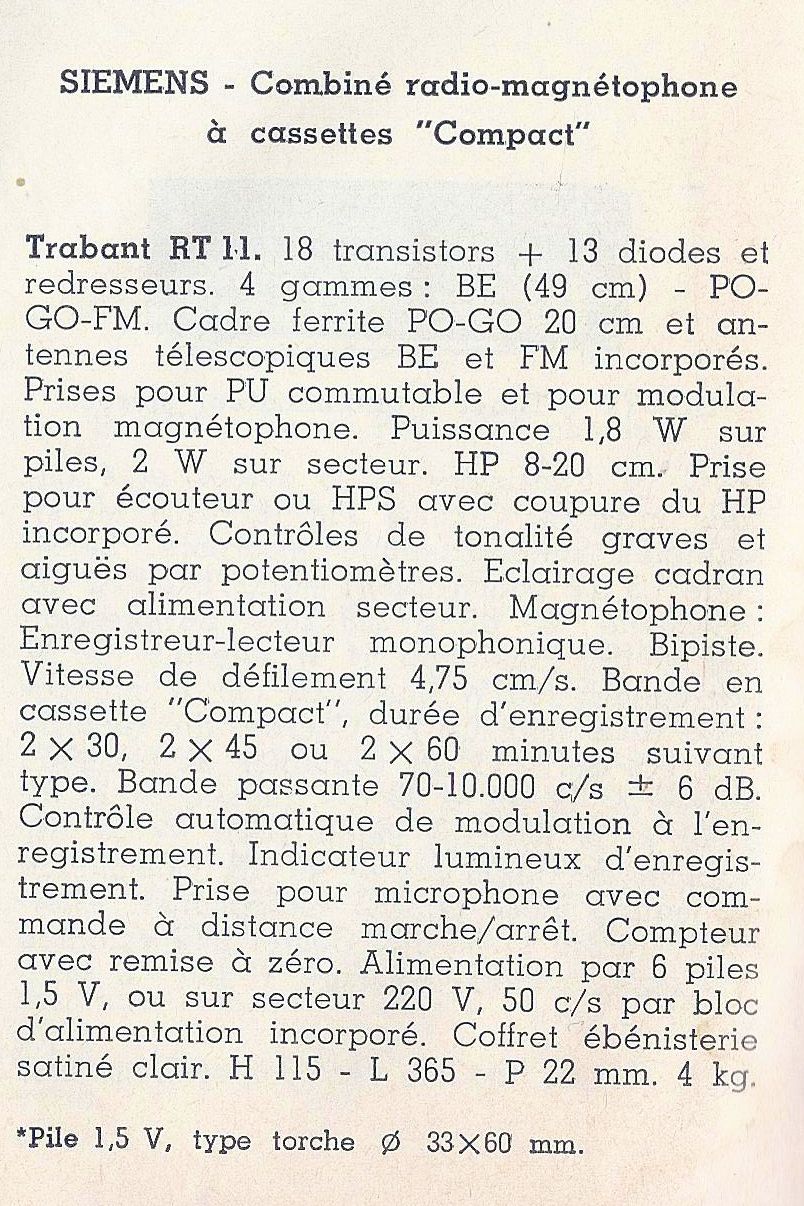 SIEMENS - Combiné radio-magnétophone
à cassettes "Compact"
Trabant RT 11. 18 transistors + 13 diodes et
redresseurs. 4 gammes : BE (49 cm) - PO-
GO-FM. Cadre ferrite PO-GO 20 cm et an-
tennes télescopiques BE et FM incorporés.
Prises pour PU commutable et pour modula-
tion magnétophone. Puissance 1,8 W sur
piles, 2 W sur secteur. HP 8-20 cm. Prise
pour écouteur ou HPS avec coupure du HP
incorporé. Contrôles de tonalité graves et
aiguës par potentiomètres. Eclairage cadran
avec alimentation secteur. Magnétophone :
Enregistreur-lecteur monophonique. Bipiste.
Vitesse de défilement 4,75 cm/s. Bande en
cassette "Compact", durée d'enregistrement :
2 X 30, 2 X 45 ou 2 X 60 minutes suivant
type. Bande passante 70-10.000 c/s ± 6 dB.
Contrôle automatique de modulation à l'en-
registrement. Indicateur lumineux d'enregis-
trement. Prise pour microphone avec com-
mande à distance marche/arrêt. Compteur
avec remise à zéro. Alimentation par 6 piles
1,5 V, ou sur secteur 220 V, 50 c/s par bloc
d'alimentation incorporé. Coffret ébénisterie
satiné clair. H 115 - L 365 - P 22 mm. 4 kg.
*Pile 1,5 V, type torche Ø 33X60 mm.